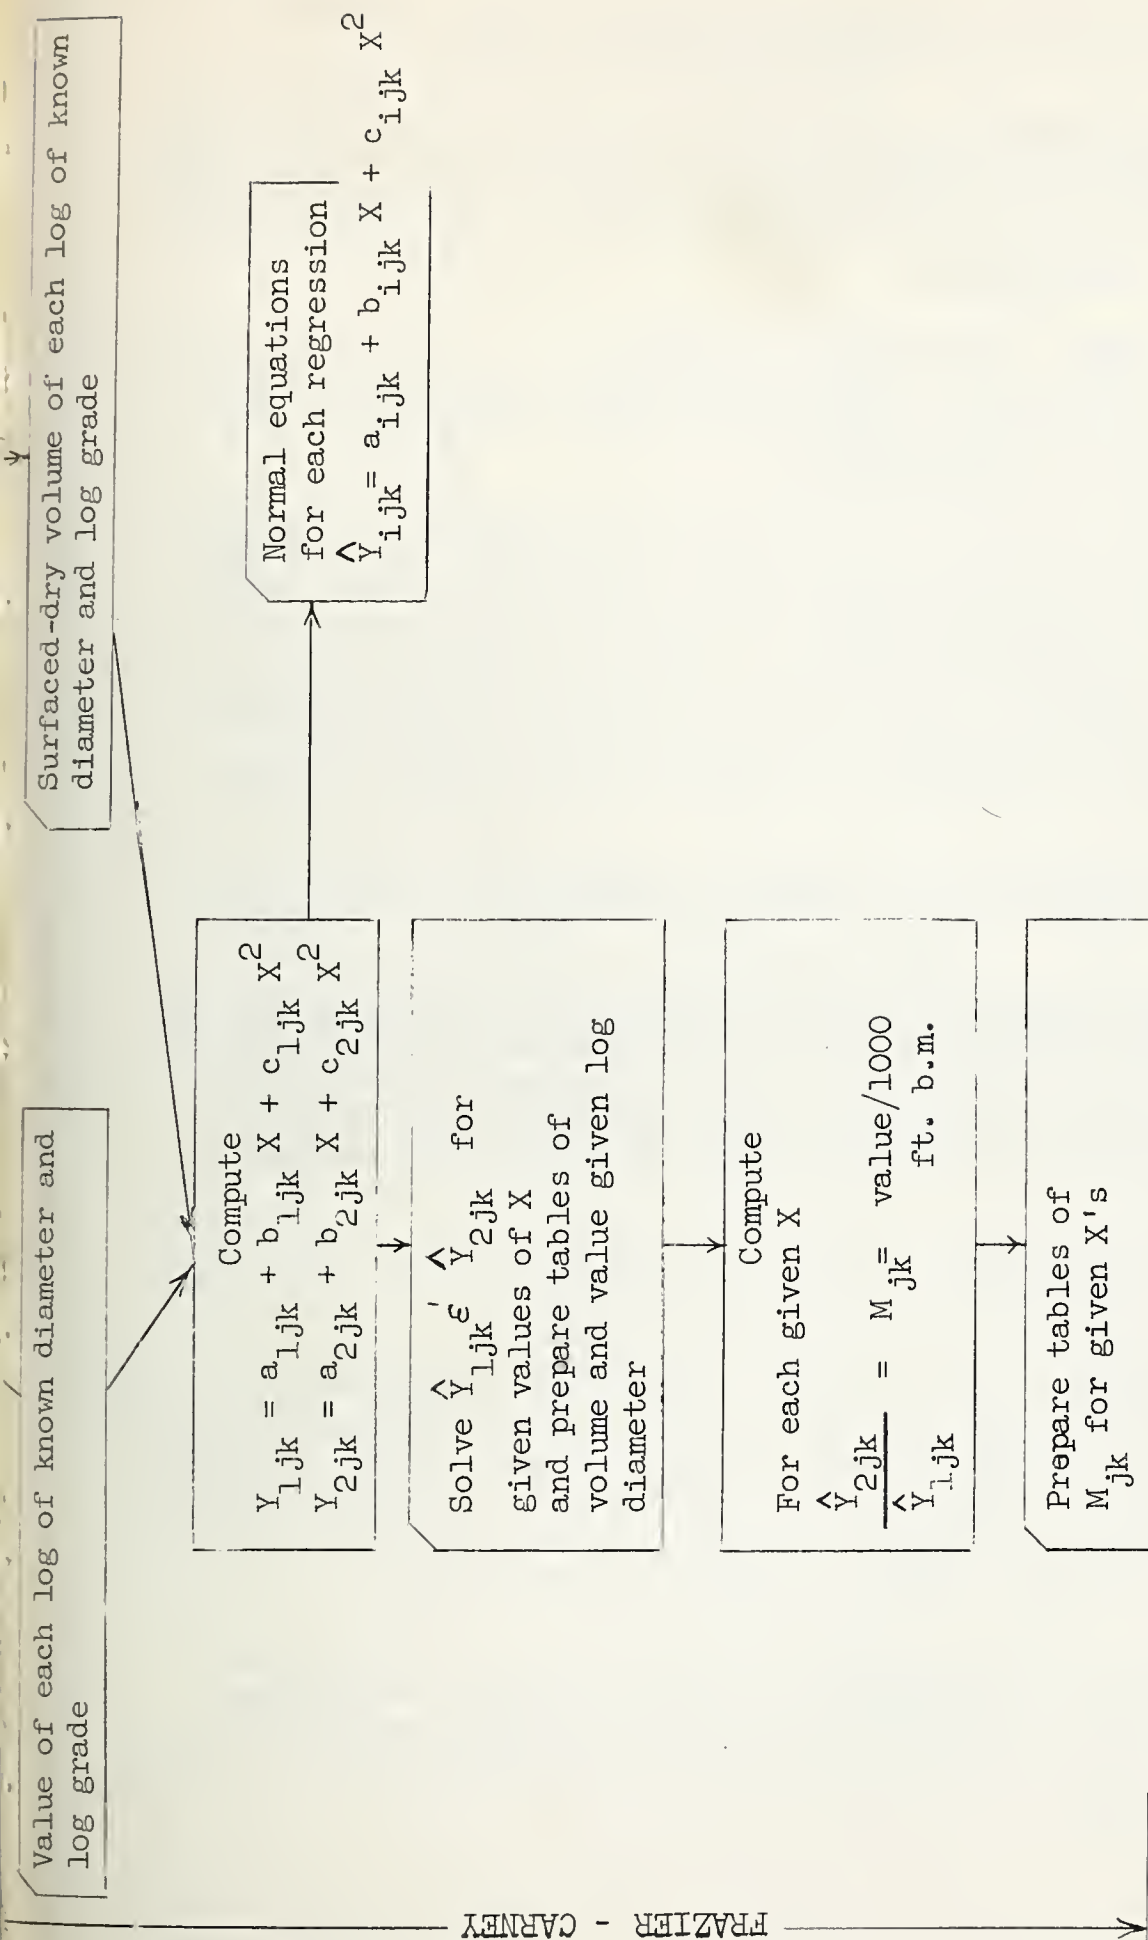 Value of each log of known diameter and
log grade
Surfaced-dry volume of each log of known
diameter and log grade
Compute
Y1jk = a1jk + b1jk X + c1jk X²
Y2jk = a2jk + b2jk X + c2jk X²
Normal equations
for each regression
Ŷijk = aijk + bijk X + cijk X²
Solve Ŷ1jk & Ŷ2jk for
given values of X
and prepare tables of
volume and value given log
diameter
Compute
For each given X
Ŷ2jk / Ŷ1jk = Mjk = value/1000
ft. b.m.
Prepare tables of
Mjk for given X's
FRAZIER - CARNEY